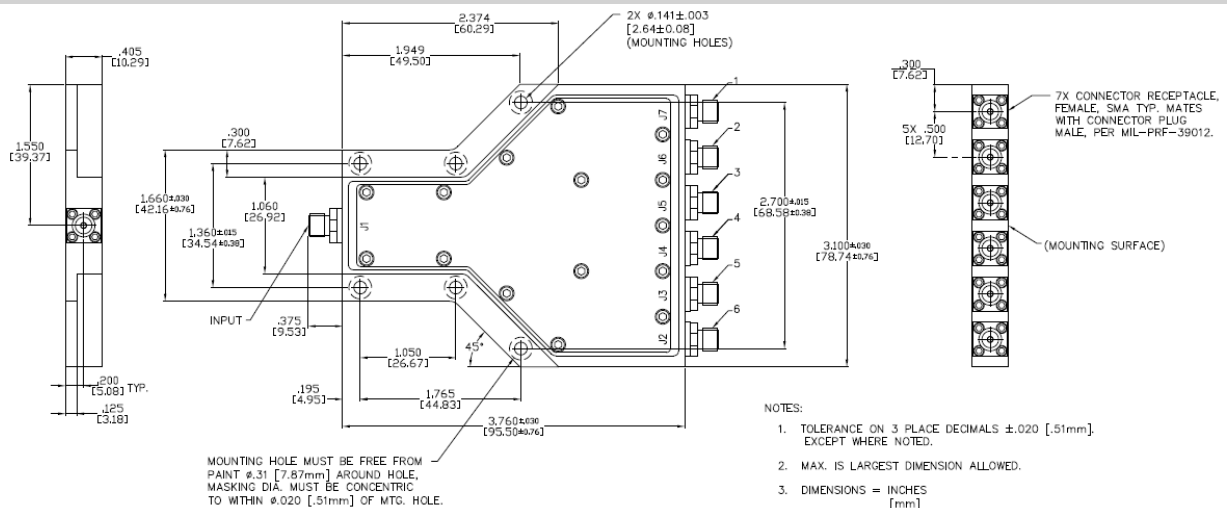 .405
[10.29]
1.550
[39.37]
.200 TYP.
[5.08]
.125
[3.18]
2.374
[60.29]
1.949
[49.50]
2X ø.141±.003
[2.64±0.08]
(MOUNTING HOLES)
.300
[7.62]
1.660±.030
[42.16±0.76]
1.360±.015
[34.54±0.38]
1.060
[26.92]
J1
INPUT
.375
[9.53]
1.050
[26.67]
45°
.195
[4.95]
1.765
[44.83]
3.760±.030
[95.50±0.76]
J7
J6
J5
J4
J3
J2
1
2
3
4
5
6
2.700±.015
[68.58±0.38]
3.100±.030
[78.74±0.76]
.300
[7.62]
5X .500
[12.70]
7X CONNECTOR RECEPTACLE,
FEMALE, SMA TYP. MATES
WITH CONNECTOR PLUG
MALE, PER MIL-PRF-39012.
(MOUNTING SURFACE)
MOUNTING HOLE MUST BE FREE FROM
PAINT ø.31 [7.87mm] AROUND HOLE,
MASKING DIA. MUST BE CONCENTRIC
TO WITHIN ø.020 [.51mm] OF MTG. HOLE.
NOTES:
1. TOLERANCE ON 3 PLACE DECIMALS ±.020 [.51mm].
EXCEPT WHERE NOTED.
2. MAX. IS LARGEST DIMENSION ALLOWED.
3. DIMENSIONS = INCHES
[mm]